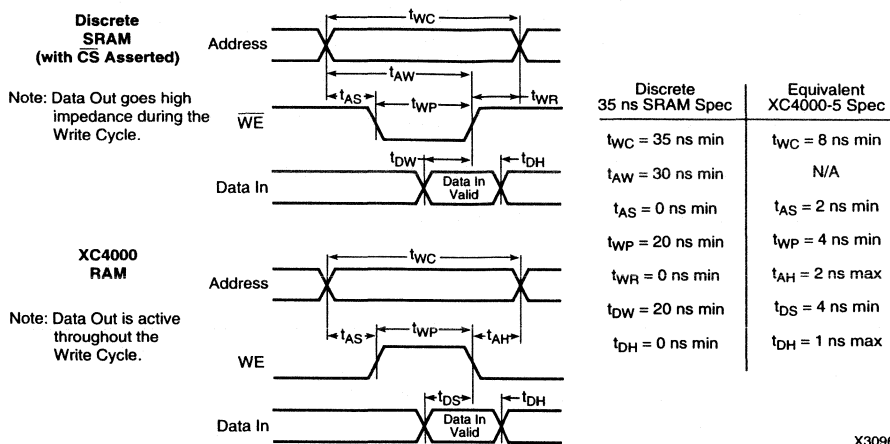 Discrete
SRAM
(with CS Asserted)
Note: Data Out goes high
impedance during the
Write Cycle.
Address
tWC
tAW
tAS
tWP
tWR
WE
tDW
tDH
Data In
Data In
Valid
XC4000
RAM
Note: Data Out is active
throughout the
Write Cycle.
Address
tWC
tAS
tWP
tAH
WE
tDS
tDH
Data In
Data In
Valid
Discrete
35 ns SRAM Spec
Equivalent
XC4000-5 Spec
tWC = 35 ns min
tWC = 8 ns min
tAW = 30 ns min
N/A
tAS = 0 ns min
tAS = 2 ns min
tWP = 20 ns min
tWP = 4 ns min
tWR = 0 ns min
tAH = 2 ns max
tDW = 20 ns min
tDS = 4 ns min
tDH = 0 ns min
tDH = 1 ns max